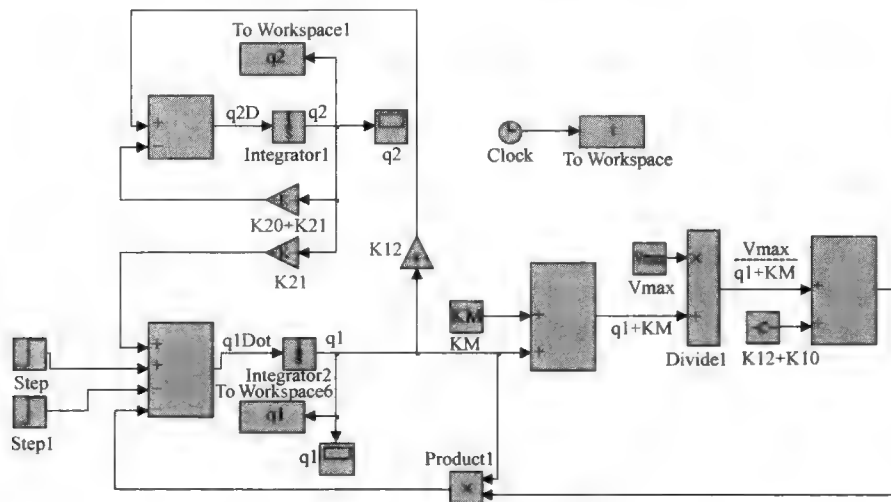 To Workspace1
q2
q2D
q2
Integrator1
q2
Clock
t
To Workspace
K20+K21
K21
K12
Vmax
Vmax
q1+KM
KM
KM
q1+KM
Divide1
K12+K10
q1Dot
q1
Integrator2
To Workspace6
q1
q1
Step
Step1
Product1